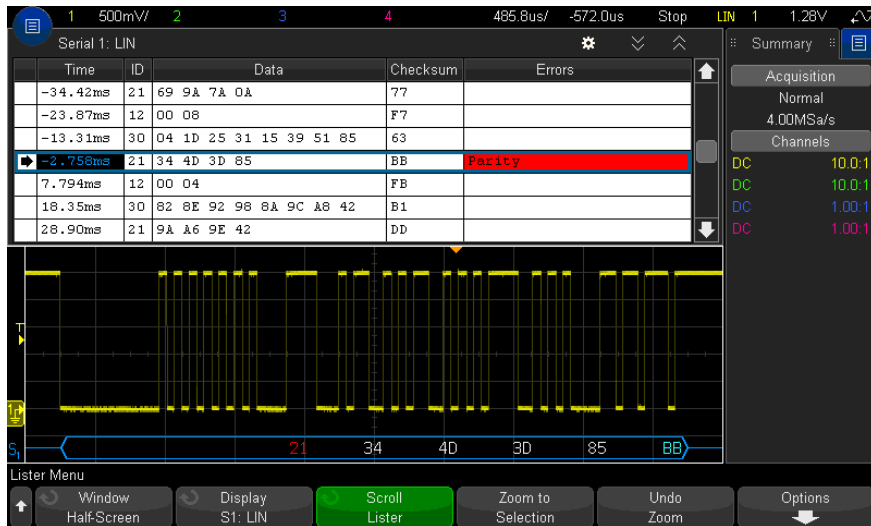 1 500mV/ 2 3 4 485.8us/ -572.0us Stop LIN 1 1.28V
Serial 1: LIN
Summary
Time ID Data Checksum Errors
-34.42ms 21 69 9A 7A 0A 77
-23.87ms 12 00 08 F7
-13.31ms 30 04 1D 25 31 15 39 51 85 63
-2.758ms 21 34 4D 3D 85 BB Parity
7.794ms 12 00 04 FB
18.35ms 30 82 8E 92 98 8A 9C A8 42 B1
28.90ms 21 9A A6 9E 42 DD
Acquisition
Normal
4.00MSa/s
Channels
DC 10.0:1
DC 10.0:1
DC 1.00:1
DC 1.00:1
T
1
S1 21 34 4D 3D 85 BB
Lister Menu
Window
Half-Screen
Display
S1: LIN
Scroll
Lister
Zoom to
Selection
Undo
Zoom
Options